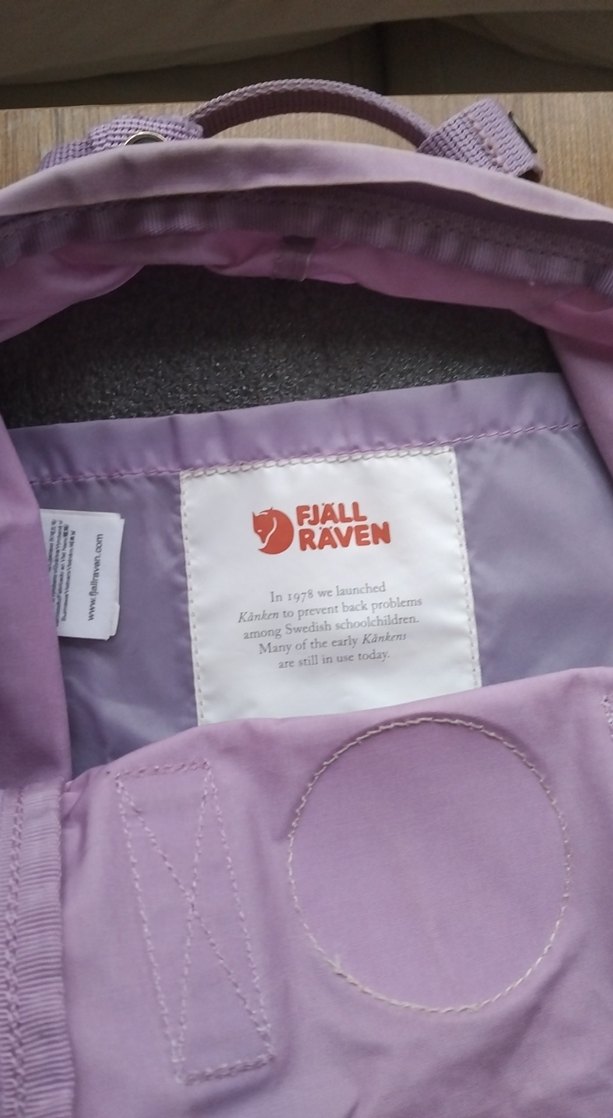 FJÄLL
RÄVEN
In 1978 we launched
Kånken to prevent back problems
among Swedish schoolchildren.
Many of the early Kånkens
are still in use today.
www.fjallraven.com